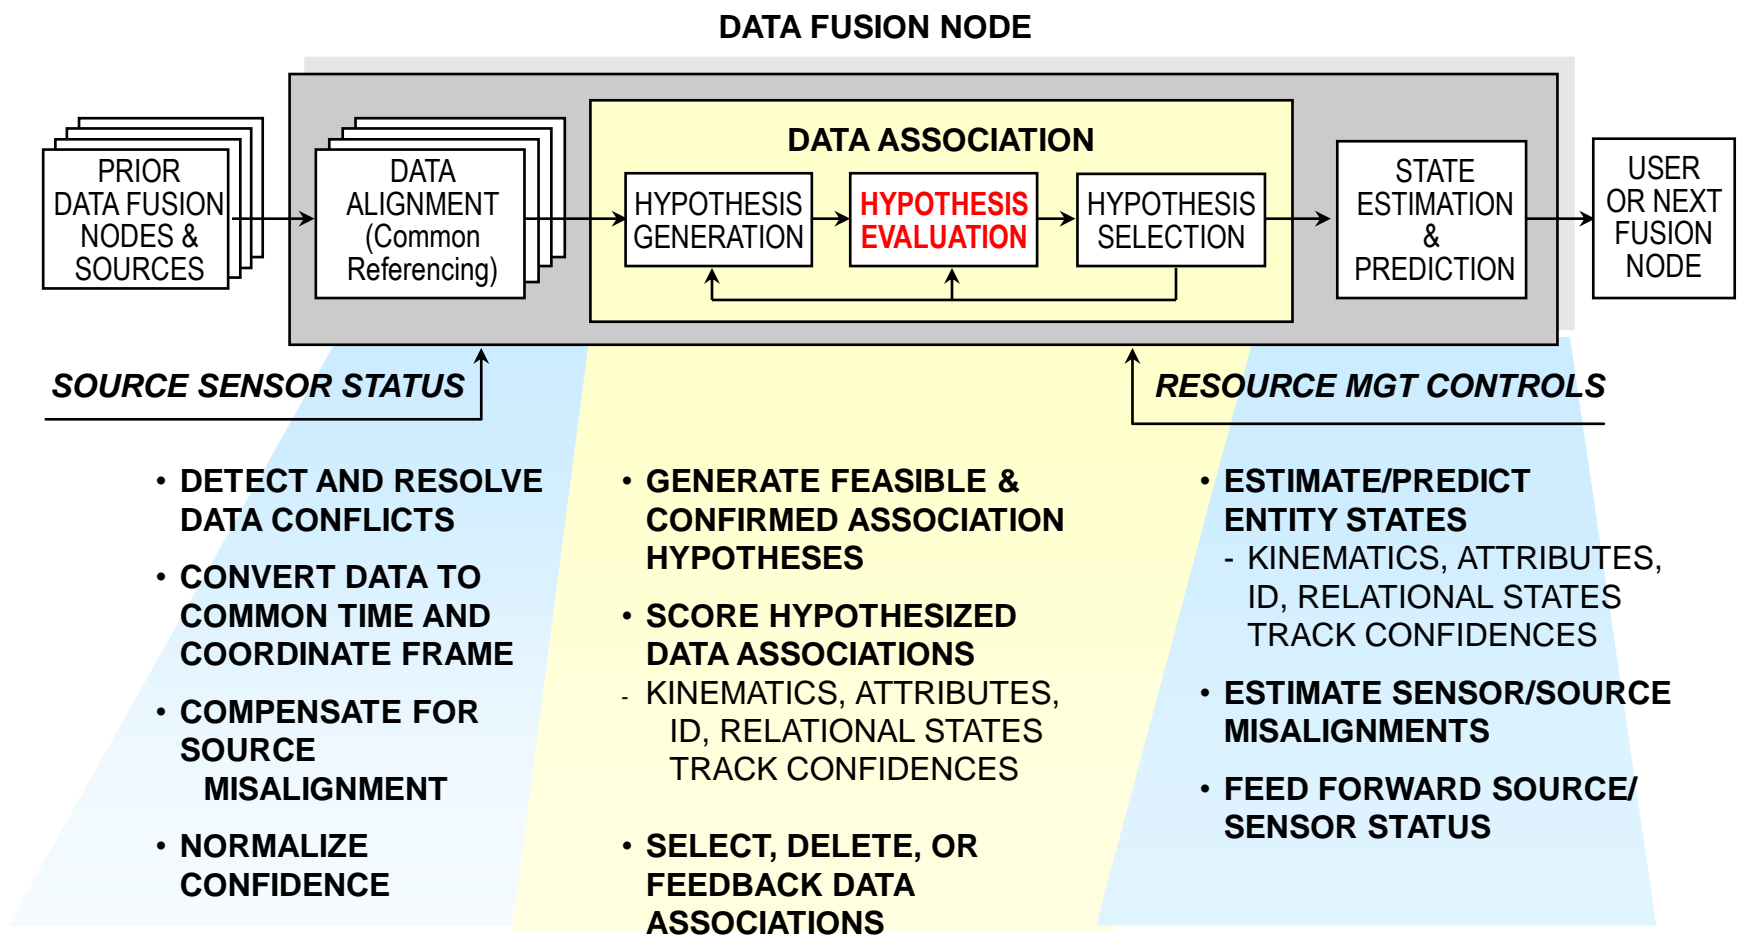 DATA FUSION NODE
PRIOR
DATA FUSION
NODES &
SOURCES
DATA
ALIGNMENT
(Common
Referencing)
DATA ASSOCIATION
HYPOTHESIS
GENERATION
HYPOTHESIS
EVALUATION
HYPOTHESIS
SELECTION
STATE
ESTIMATION
&
PREDICTION
USER
OR NEXT
FUSION
NODE
SOURCE SENSOR STATUS
RESOURCE MGT CONTROLS
• DETECT AND RESOLVE
DATA CONFLICTS
• CONVERT DATA TO
COMMON TIME AND
COORDINATE FRAME
• COMPENSATE FOR
SOURCE
MISALIGNMENT
• NORMALIZE
CONFIDENCE
• GENERATE FEASIBLE &
CONFIRMED ASSOCIATION
HYPOTHESES
• SCORE HYPOTHESIZED
DATA ASSOCIATIONS
- KINEMATICS, ATTRIBUTES,
ID, RELATIONAL STATES
TRACK CONFIDENCES
• SELECT, DELETE, OR
FEEDBACK DATA
ASSOCIATIONS
• ESTIMATE/PREDICT
ENTITY STATES
- KINEMATICS, ATTRIBUTES,
ID, RELATIONAL STATES
TRACK CONFIDENCES
• ESTIMATE SENSOR/SOURCE
MISALIGNMENTS
• FEED FORWARD SOURCE/
SENSOR STATUS